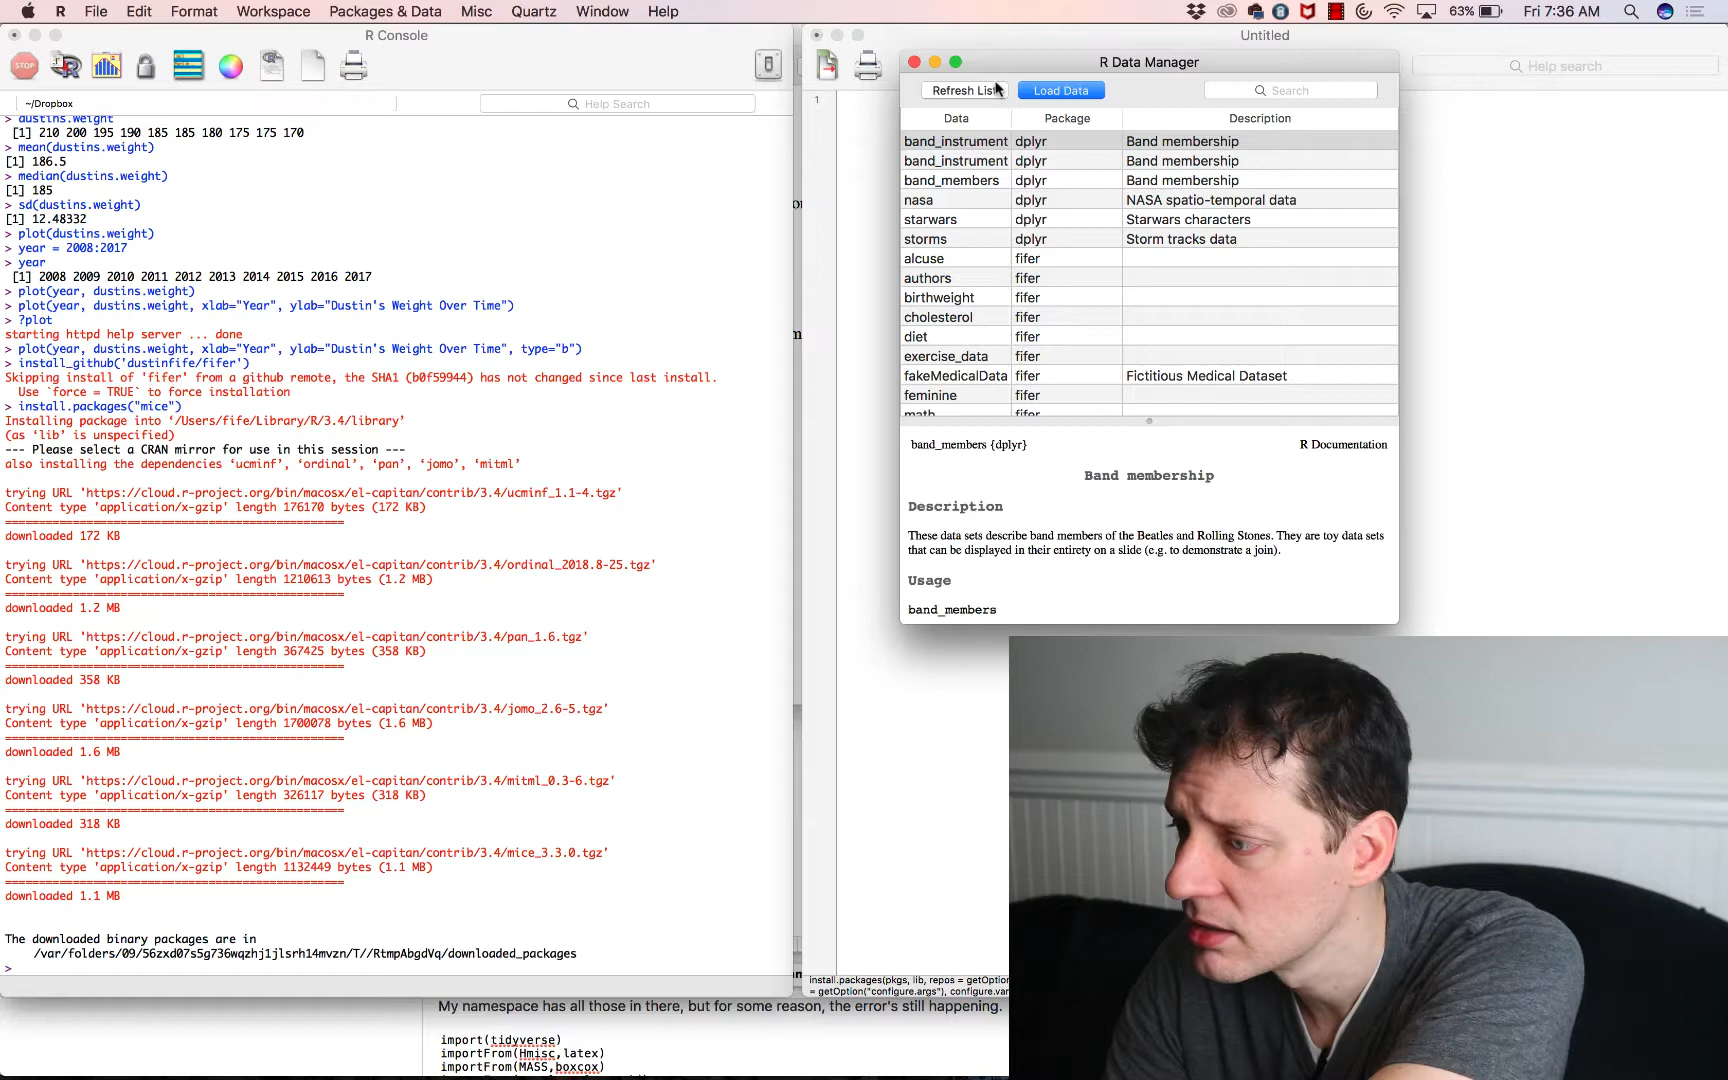 R File Edit Format Workspace Packages & Data Misc Quartz Window Help 63% Fri 7:36 AM
R Console
STOP
~/Dropbox
Help Search
dustins.weight
[1] 210 200 195 190 185 185 180 175 175 170
> mean(dustins.weight)
[1] 186.5
> median(dustins.weight)
[1] 185
> sd(dustins.weight)
[1] 12.48332
> plot(dustins.weight)
> year = 2008:2017
> year
[1] 2008 2009 2010 2011 2012 2013 2014 2015 2016 2017
> plot(year, dustins.weight)
> plot(year, dustins.weight, xlab="Year", ylab="Dustin's Weight Over Time")
> ?plot
starting httpd help server ... done
> plot(year, dustins.weight, xlab="Year", ylab="Dustin's Weight Over Time", type="b")
> install_github('dustinfife/fifer')
Skipping install of 'fifer' from a github remote, the SHA1 (b0f59944) has not changed since last install.
Use `force = TRUE` to force installation
> install.packages("mice")
Installing package into ‘/Users/fife/Library/R/3.4/library’
(as ‘lib’ is unspecified)
--- Please select a CRAN mirror for use in this session ---
also installing the dependencies ‘ucminf’, ‘ordinal’, ‘pan’, ‘jomo’, ‘mitml’
trying URL 'https://cloud.r-project.org/bin/macosx/el-capitan/contrib/3.4/ucminf_1.1-4.tgz'
Content type 'application/x-gzip' length 176170 bytes (172 KB)
==================================================
downloaded 172 KB
trying URL 'https://cloud.r-project.org/bin/macosx/el-capitan/contrib/3.4/ordinal_2018.8-25.tgz'
Content type 'application/x-gzip' length 1210613 bytes (1.2 MB)
==================================================
downloaded 1.2 MB
trying URL 'https://cloud.r-project.org/bin/macosx/el-capitan/contrib/3.4/pan_1.6.tgz'
Content type 'application/x-gzip' length 367425 bytes (358 KB)
==================================================
downloaded 358 KB
trying URL 'https://cloud.r-project.org/bin/macosx/el-capitan/contrib/3.4/jomo_2.6-5.tgz'
Content type 'application/x-gzip' length 1700078 bytes (1.6 MB)
==================================================
downloaded 1.6 MB
trying URL 'https://cloud.r-project.org/bin/macosx/el-capitan/contrib/3.4/mitml_0.3-6.tgz'
Content type 'application/x-gzip' length 326117 bytes (318 KB)
==================================================
downloaded 318 KB
trying URL 'https://cloud.r-project.org/bin/macosx/el-capitan/contrib/3.4/mice_3.3.0.tgz'
Content type 'application/x-gzip' length 1132449 bytes (1.1 MB)
==================================================
downloaded 1.1 MB
The downloaded binary packages are in
/var/folders/09/56zxd07s5g736wqzhj1jlsrh14mvzn/T//RtmpAbgdVq/downloaded_packages
>
Untitled
Help search
1
R Data Manager
Refresh List Load Data Search
Data Package Description
band_instrument dplyr Band membership
band_instrument dplyr Band membership
band_members dplyr Band membership
nasa dplyr NASA spatio-temporal data
starwars dplyr Starwars characters
storms dplyr Storm tracks data
alcuse fifer
authors fifer
birthweight fifer
cholesterol fifer
diet fifer
exercise_data fifer
fakeMedicalData fifer Fictitious Medical Dataset
feminine fifer
math fifer
band_members {dplyr} R Documentation
Band membership
Description
These data sets describe band members of the Beatles and Rolling Stones. They are toy data sets
that can be displayed in their entirety on a slide (e.g. to demonstrate a join).
Usage
band_members
install.packages(pkgs, lib, repos = getOption
= getOption("configure.args"), configure.var
My namespace has all those in there, but for some reason, the error's still happening.
import(tidyverse)
importFrom(Hmisc,latex)
importFrom(MASS,boxcox)